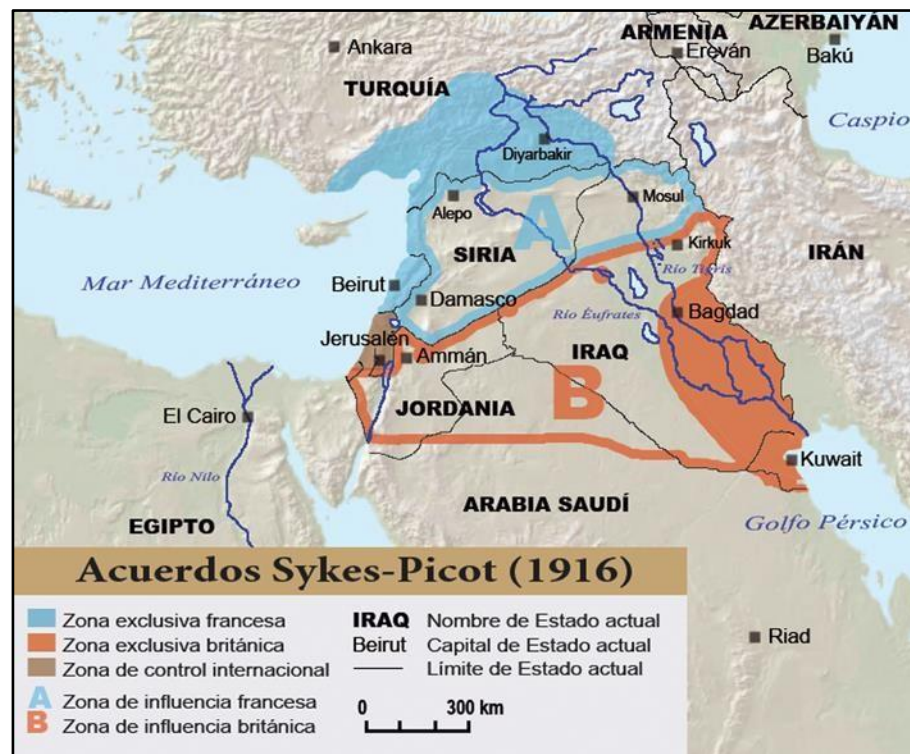 AZERBAIYÁN
ARMENIA
Ereván
Bakú
Ankara
TURQUÍA
Caspio
Diyarbakir
Alepo
Mosul
A
SIRIA
Kirkuk
IRÁN
Río Tigris
Mar Mediterráneo
Beirut
Damasco
Río Éufrates
Bagdad
Jerusalén
Ammán
IRAQ
B
JORDANIA
El Cairo
Río Nilo
Kuwait
ARABIA SAUDÍ
EGIPTO
Golfo Pérsico
Acuerdos Sykes-Picot (1916)
Zona exclusiva francesa
Zona exclusiva británica
Zona de control internacional
A Zona de influencia francesa
B Zona de influencia británica
IRAQ Nombre de Estado actual
Beirut Capital de Estado actual
Límite de Estado actual
0 300 km
Riad